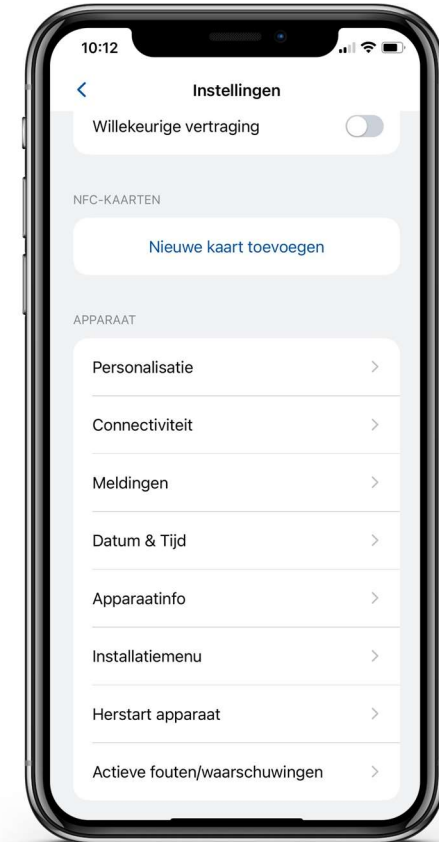 10:12
Instellingen
Willekeurige vertraging
NFC-KAARTEN
Nieuwe kaart toevoegen
APPARAAT
Personalisatie
Connectiviteit
Meldingen
Datum & Tijd
Apparaatinfo
Installatiemenu
Herstart apparaat
Actieve fouten/waarschuwingen